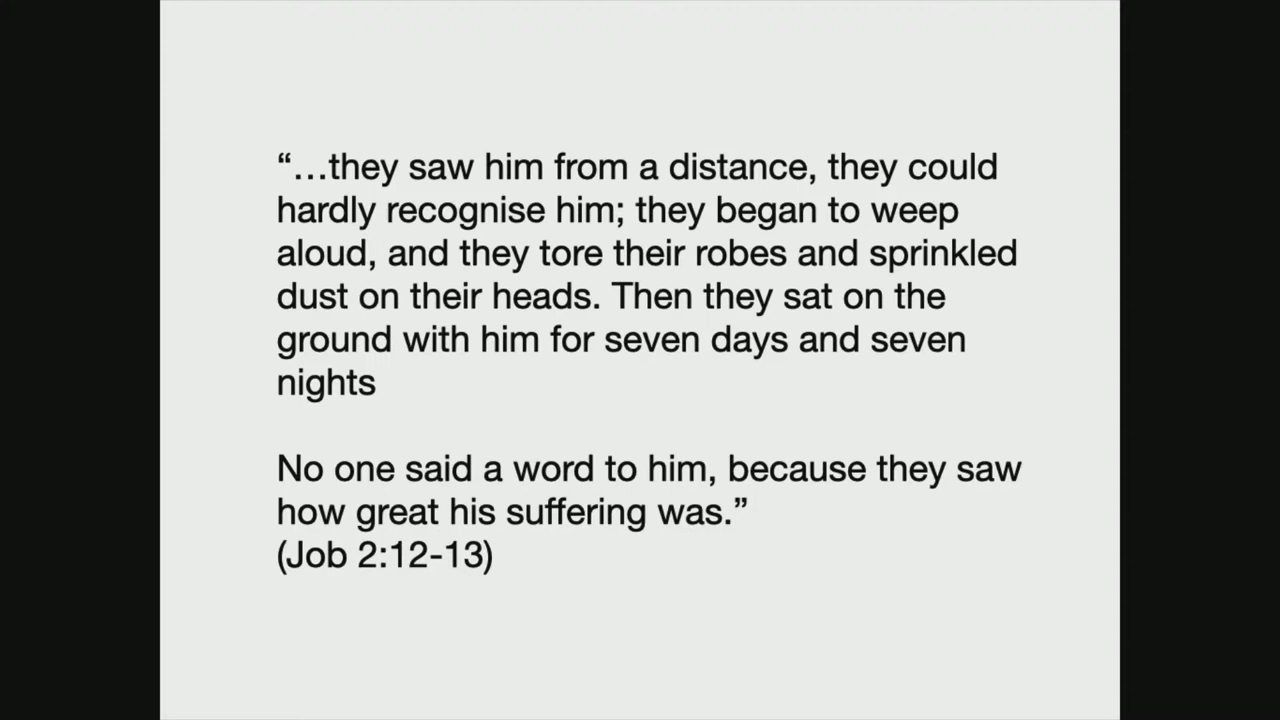 “…they saw him from a distance, they could
hardly recognise him; they began to weep
aloud, and they tore their robes and sprinkled
dust on their heads. Then they sat on the
ground with him for seven days and seven
nights
No one said a word to him, because they saw
how great his suffering was.”
(Job 2:12-13)